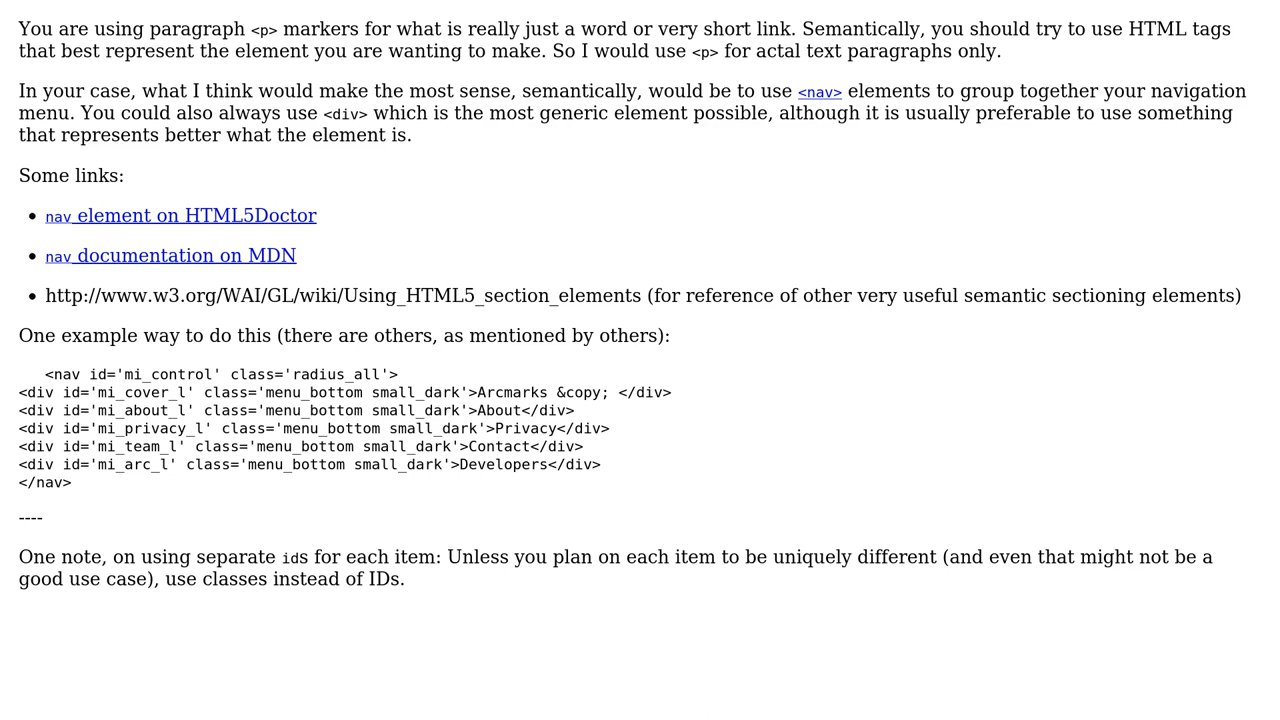 You are using paragraph <p> markers for what is really just a word or very short link. Semantically, you should try to use HTML tags
that best represent the element you are wanting to make. So I would use <p> for actal text paragraphs only.
In your case, what I think would make the most sense, semantically, would be to use <nav> elements to group together your navigation
menu. You could also always use <div> which is the most generic element possible, although it is usually preferable to use something
that represents better what the element is.
Some links:
• nav element on HTML5Doctor
• nav documentation on MDN
• http://www.w3.org/WAI/GL/wiki/Using_HTML5_section_elements (for reference of other very useful semantic sectioning elements)
One example way to do this (there are others, as mentioned by others):
   <nav id='mi_control' class='radius_all'>
<div id='mi_cover_l' class='menu_bottom small_dark'>Arcmarks &copy; </div>
<div id='mi_about_l' class='menu_bottom small_dark'>About</div>
<div id='mi_privacy_l' class='menu_bottom small_dark'>Privacy</div>
<div id='mi_team_l' class='menu_bottom small_dark'>Contact</div>
<div id='mi_arc_l' class='menu_bottom small_dark'>Developers</div>
</nav>
----
One note, on using separate ids for each item: Unless you plan on each item to be uniquely different (and even that might not be a
good use case), use classes instead of IDs.